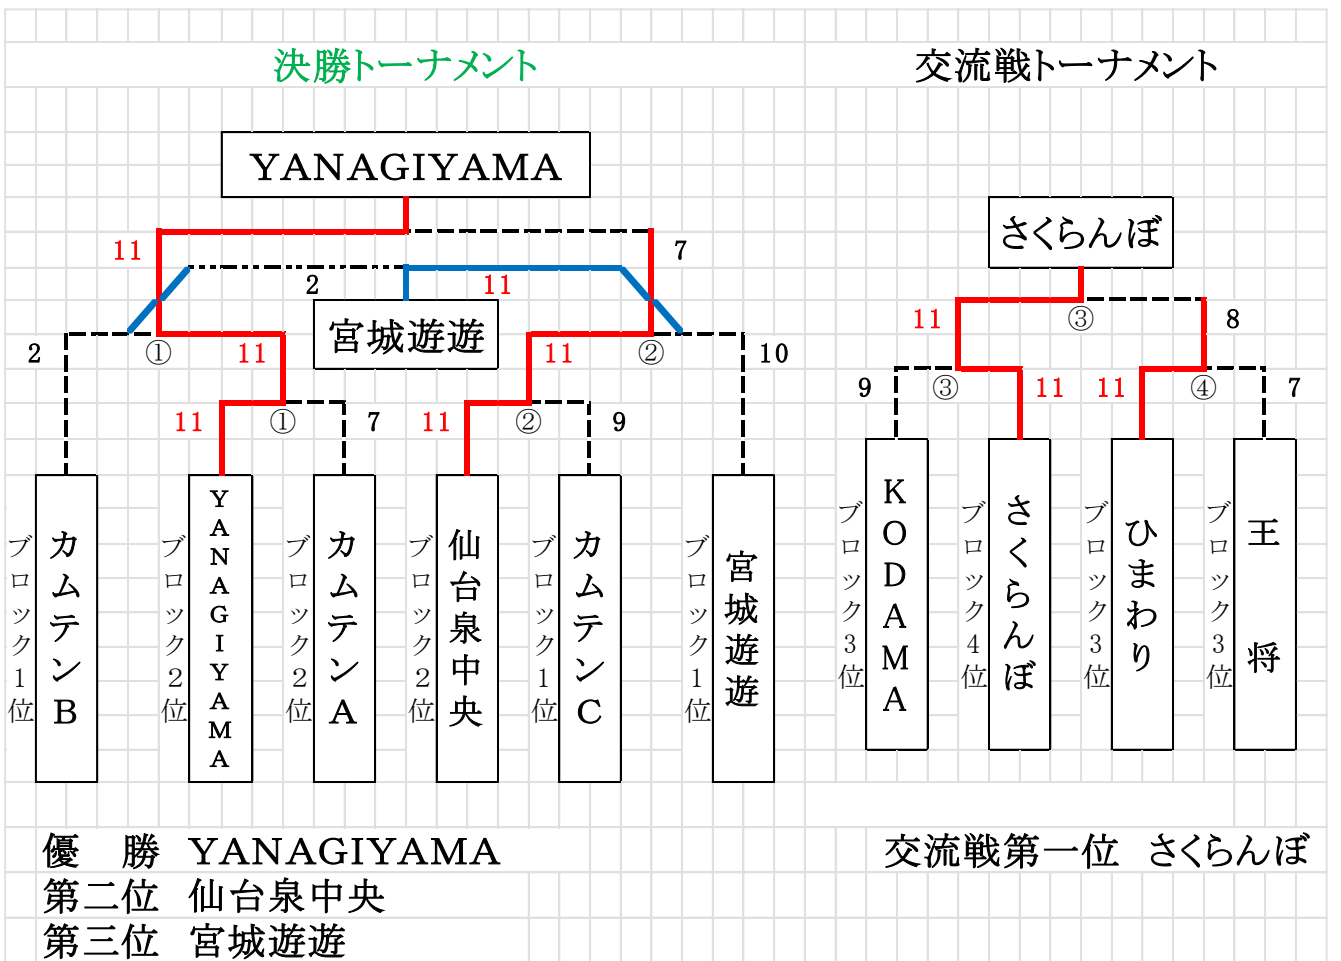 決勝トーナメント
交流戦トーナメント
YANAGIYAMA
さくらんぼ
11
7
2
11
宮城遊遊
11
③
8
2
①
11
11
②
10
9
③
11
11
④
7
11
①
7
11
②
9
ブロック1位
カムテンB
ブロック2位
YANAGIYAMA
ブロック2位
カムテンA
ブロック2位
仙台泉中央
ブロック1位
カムテンC
ブロック1位
宮城遊遊
ブロック3位
KODAMA
ブロック4位
さくらんぼ
ブロック3位
ひまわり
ブロック3位
王将
優 勝 YANAGIYAMA
第二位 仙台泉中央
第三位 宮城遊遊
交流戦第一位 さくらんぼ